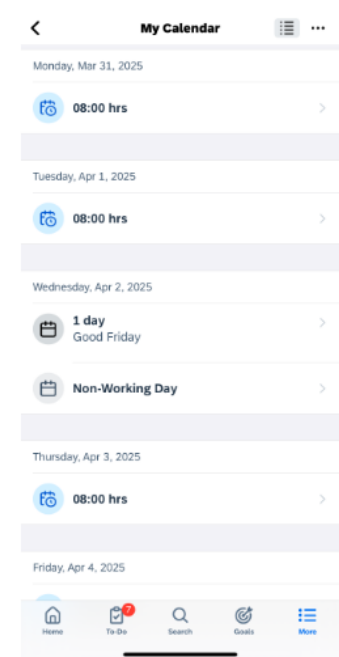 My Calendar
Monday, Mar 31, 2025
08:00 hrs
Tuesday, Apr 1, 2025
08:00 hrs
Wednesday, Apr 2, 2025
1 day
Good Friday
Non-Working Day
Thursday, Apr 3, 2025
08:00 hrs
Friday, Apr 4, 2025
7
Home
To-Do
Search
Goals
More